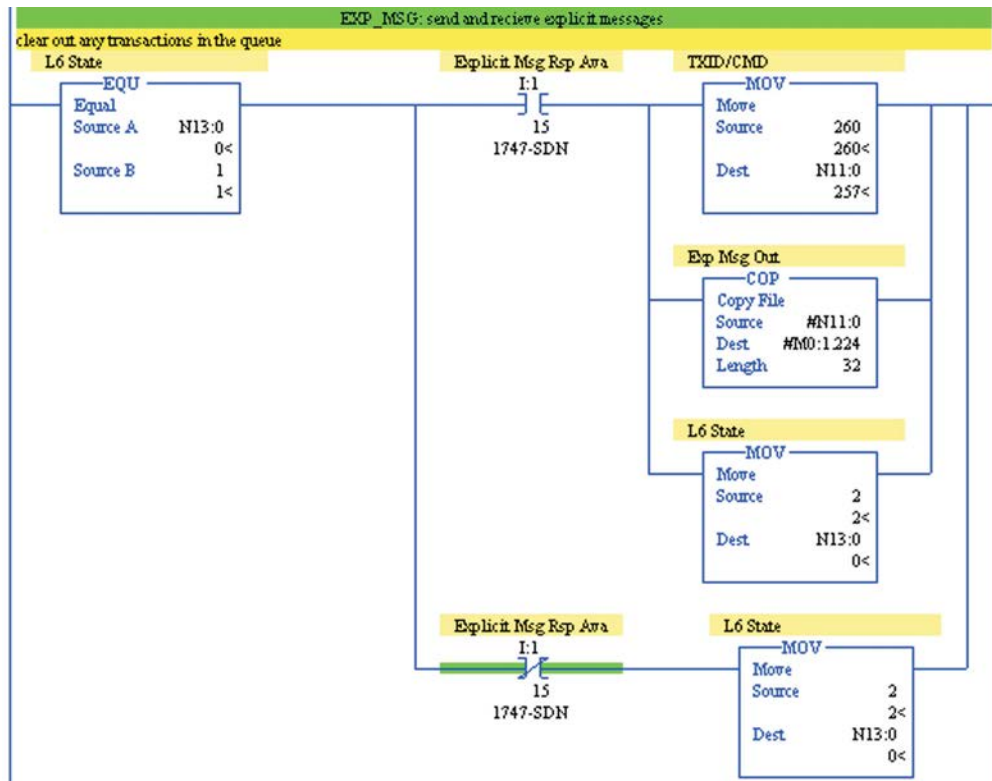 EXP_MSG: send and recieve explicit messages
clear out any transactions in the queue
L6 State
EQU
Equal
Source A N13:0
0<
Source B 1
1<
Explicit Msg Rsp Ava
I:1
15
1747-SDN
TXID/CMD
MOV
Move
Source 260
260<
Dest N11:0
257<
Exp Msg Out
COP
Copy File
Source #N11:0
Dest #M0:1.224
Length 32
L6 State
MOV
Move
Source 2
2<
Dest N13:0
0<
Explicit Msg Rsp Ava
I:1
15
1747-SDN
L6 State
MOV
Move
Source 2
2<
Dest N13:0
0<